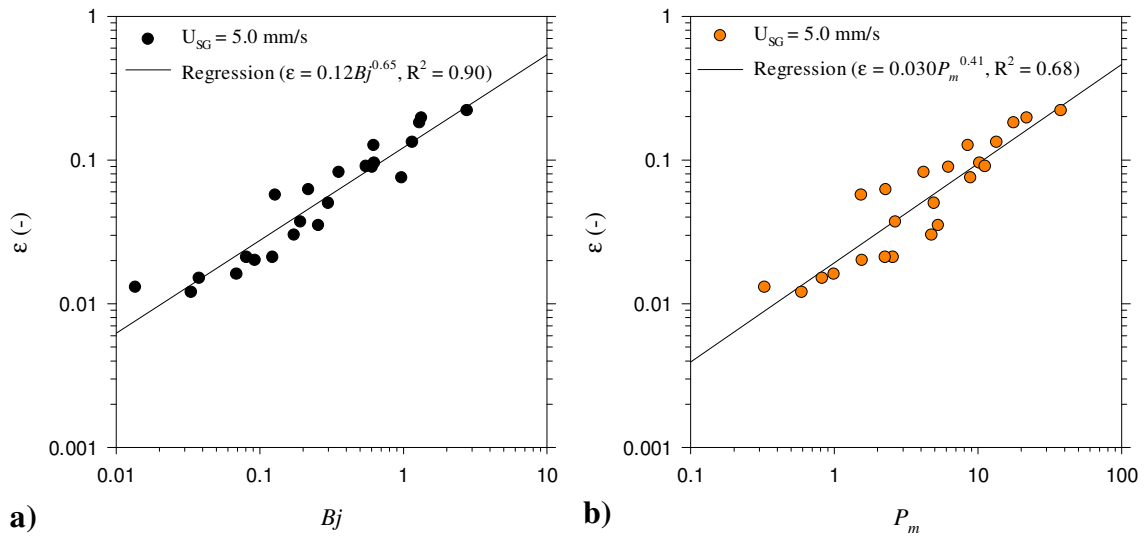 1
U_SG = 5.0 mm/s
Regression (ε = 0.12Bj^0.65, R² = 0.90)
0.1
ε (-)
0.01
0.001
0.01
0.1
1
10
a)
Bj
1
U_SG = 5.0 mm/s
Regression (ε = 0.030P_m^0.41, R² = 0.68)
0.1
ε (-)
0.01
0.001
0.1
1
10
100
b)
P_m